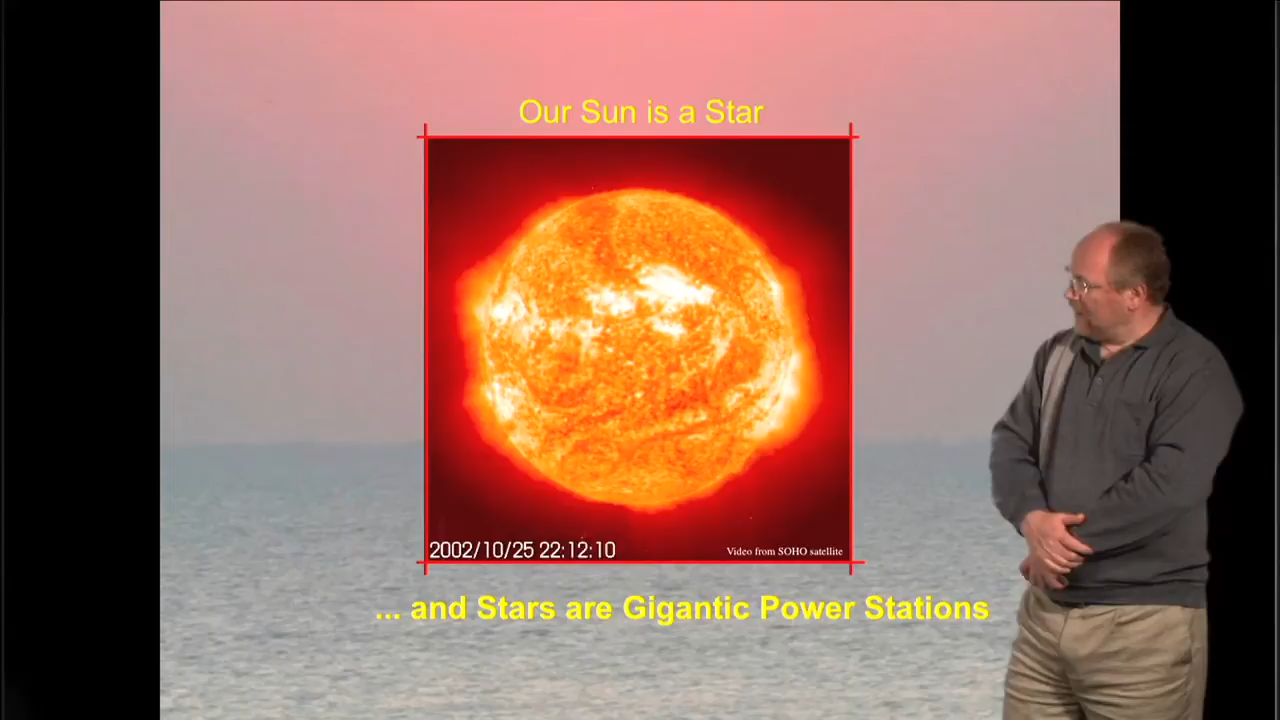 Our Sun is a Star
2002/10/25 22:12:10
Video from SOHO satellite
... and Stars are Gigantic Power Stations